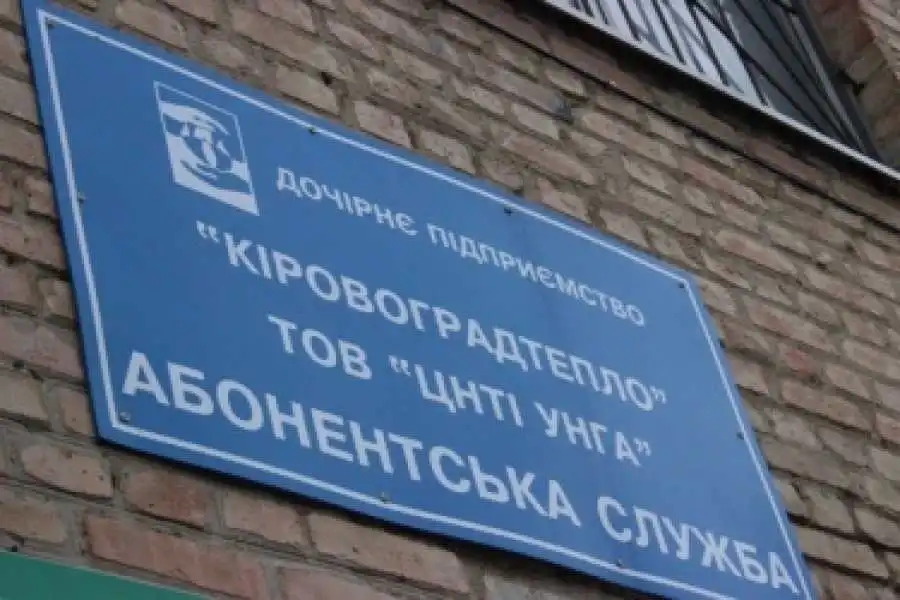 ДОЧІРНЄ ПІДПРИЄМСТВО
“КІРОВОГРАДТЕПЛО”
ТОВ “ЦНТІ УНГА”
АБОНЕНТСЬКА СЛУЖБА